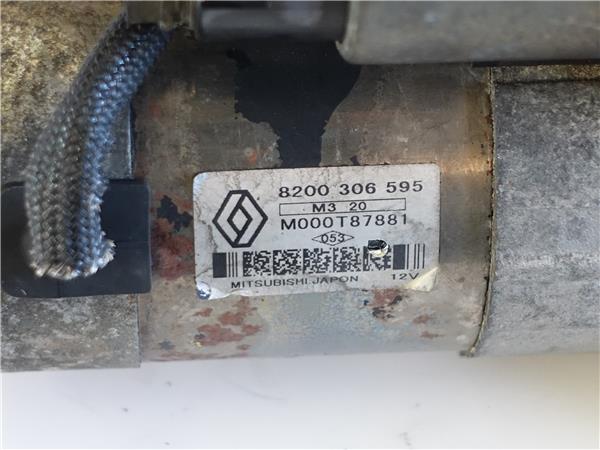 8200 306 595
M3 20
M000T87881
053
MITSUBISHI.JAPON 12V